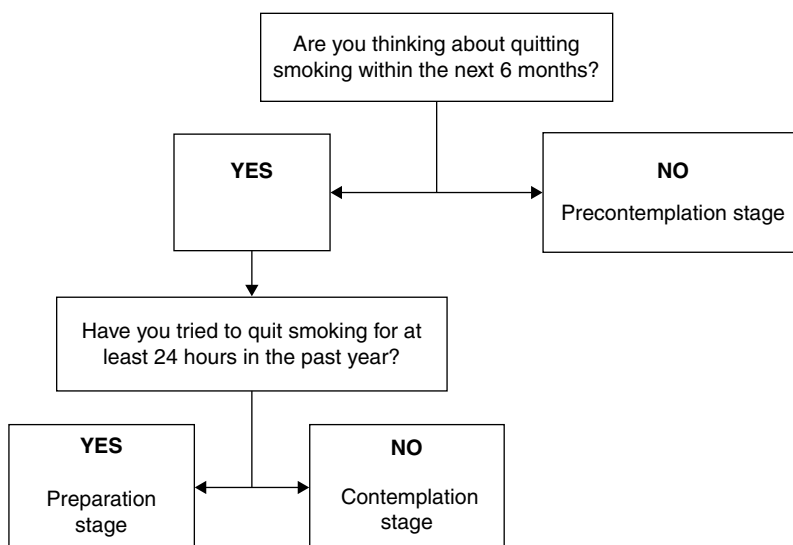 Are you thinking about quitting
smoking within the next 6 months?
YES
NO
Precontemplation stage
Have you tried to quit smoking for at
least 24 hours in the past year?
YES
Preparation
stage
NO
Contemplation
stage